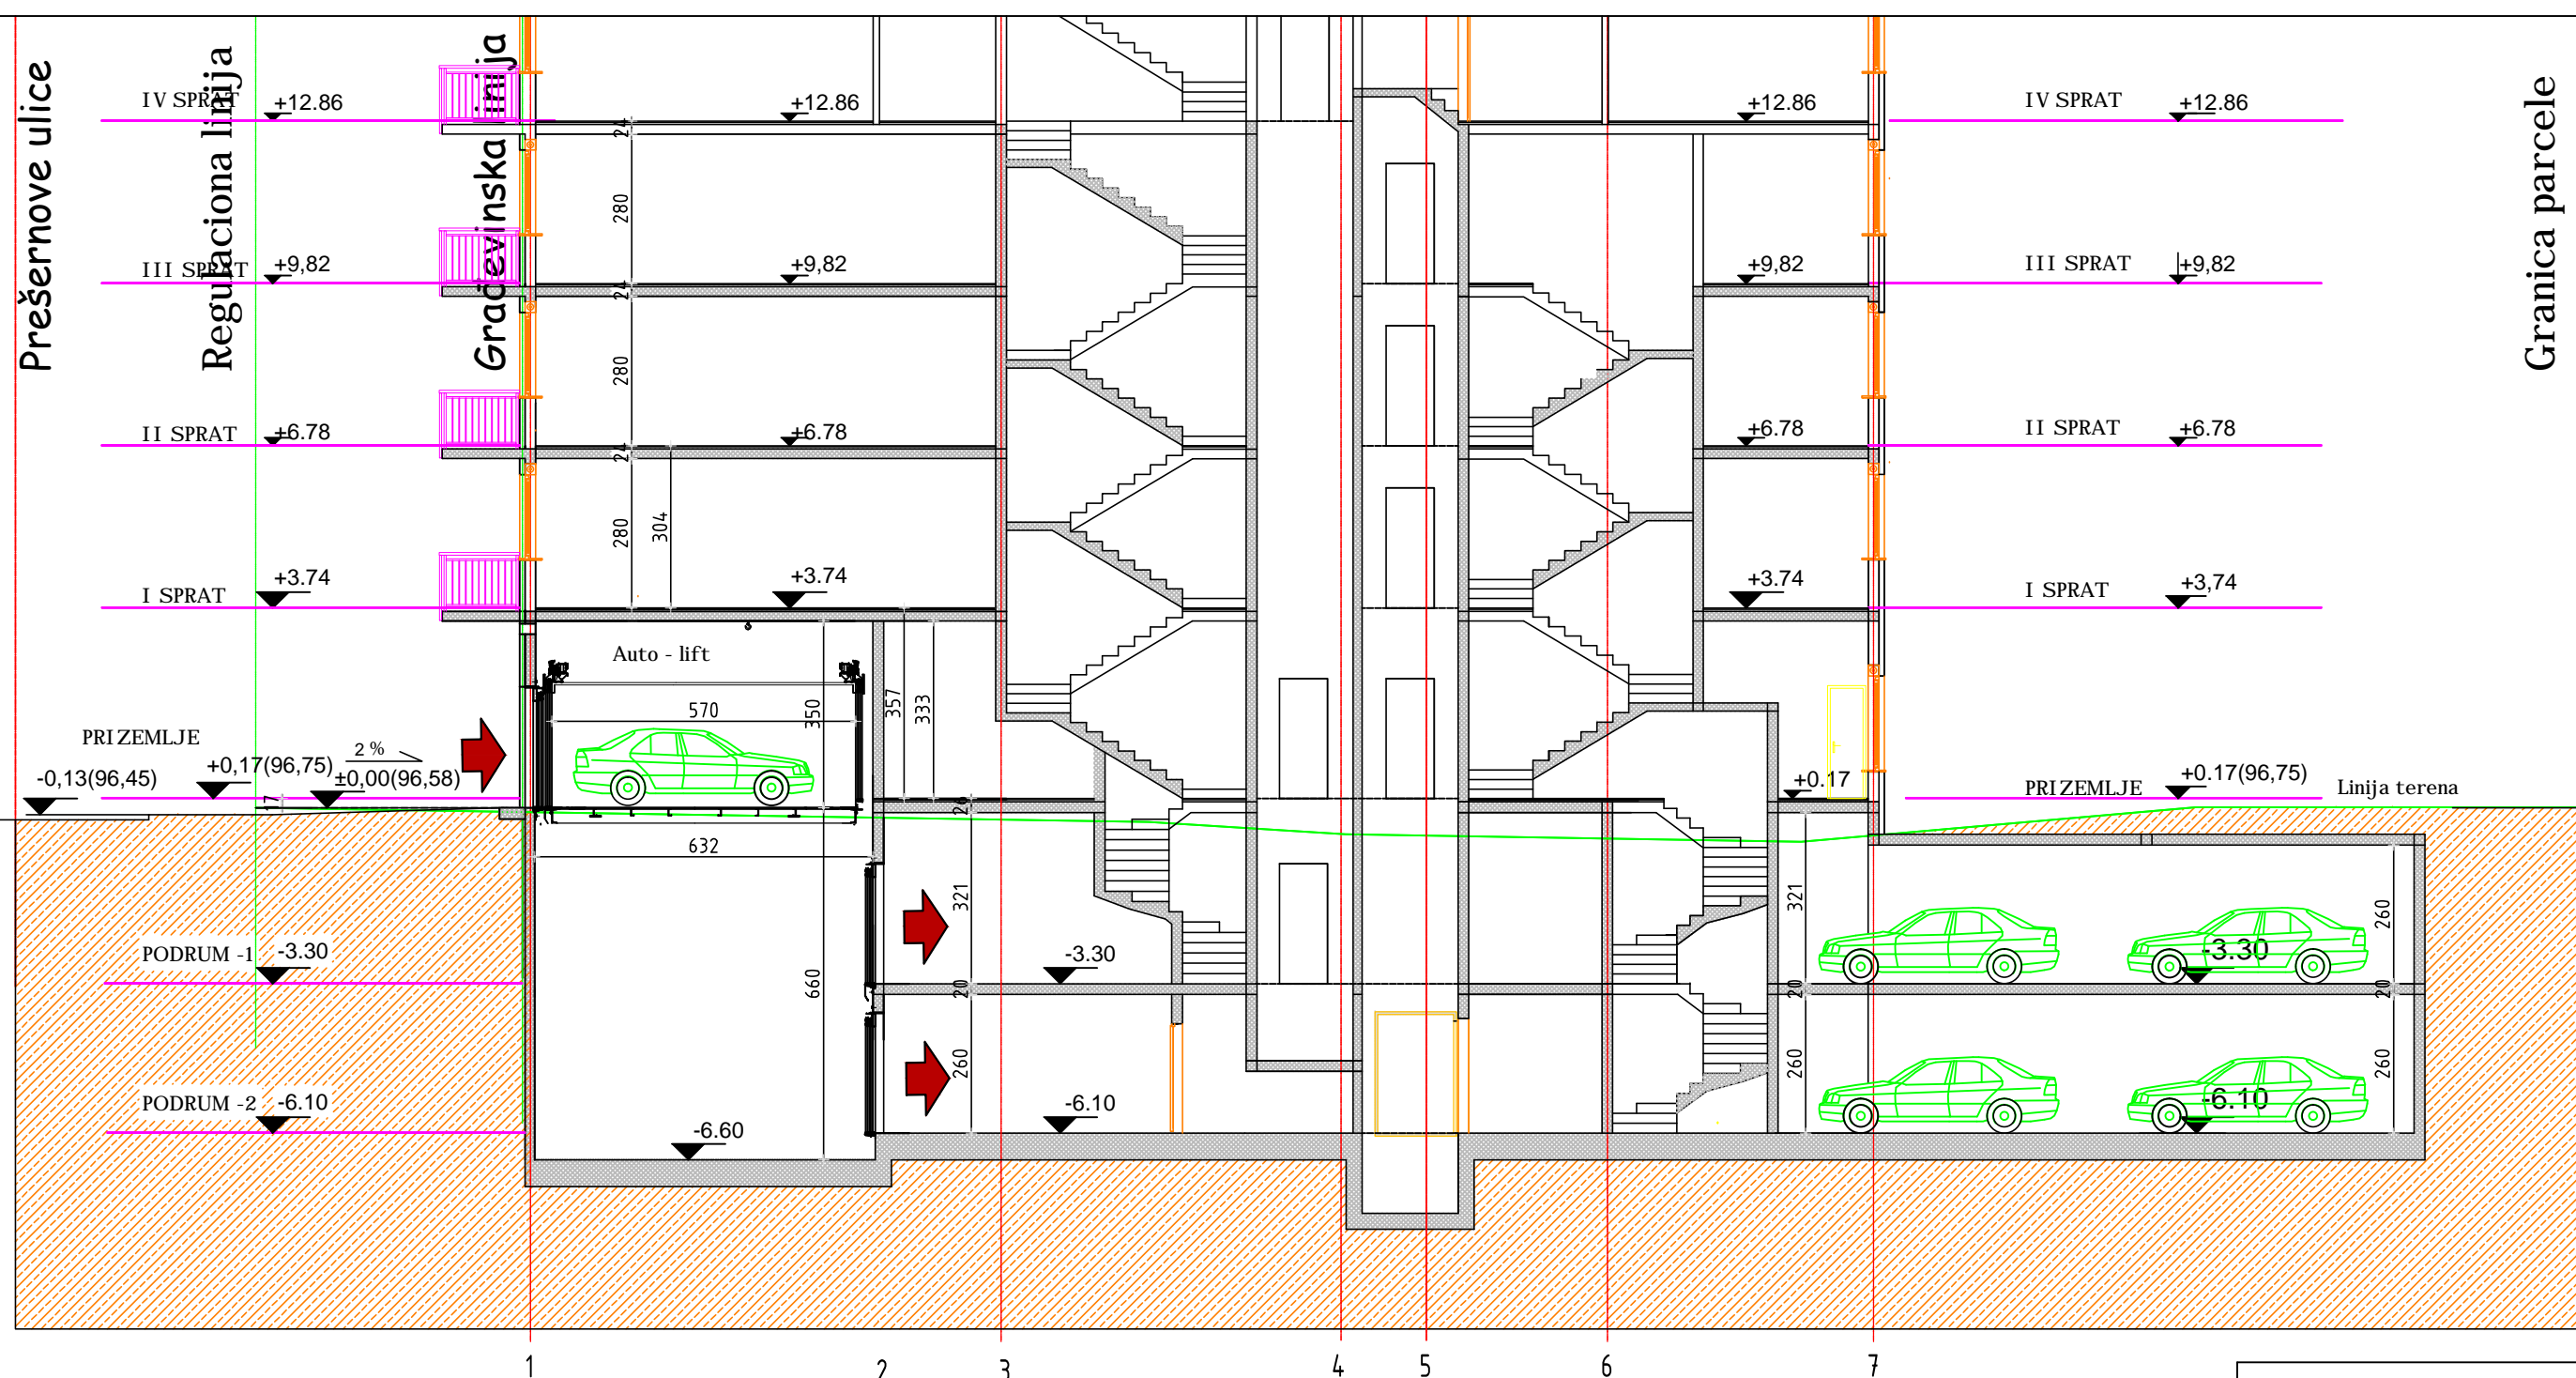 Prešernove ulice
Regulaciona linija
Građevinska linija
Granica parcele
IV SPRAT +12.86
+12.86
+12.86
IV SPRAT +12.86
24
280
III SPRAT +9,82
+9,82
+9,82
III SPRAT +9,82
24
280
II SPRAT +6.78
+6.78
+6.78
II SPRAT +6.78
24
280
304
I SPRAT +3.74
+3.74
+3.74
I SPRAT +3,74
Auto - lift
570
350
357
333
PRIZEMLJE
2 %
-0,13(96,45)
+0,17(96,75)
±0,00(96,58)
17
+0.17
PRIZEMLJE +0.17(96,75)
Linija terena
26
632
321
321
260
PODRUM -1 -3.30
-3.30
-3.30
660
20
20
20
260
260
260
PODRUM -2 -6.10
-6.10
-6.10
-6.60
1 2 3 4 5 6 7